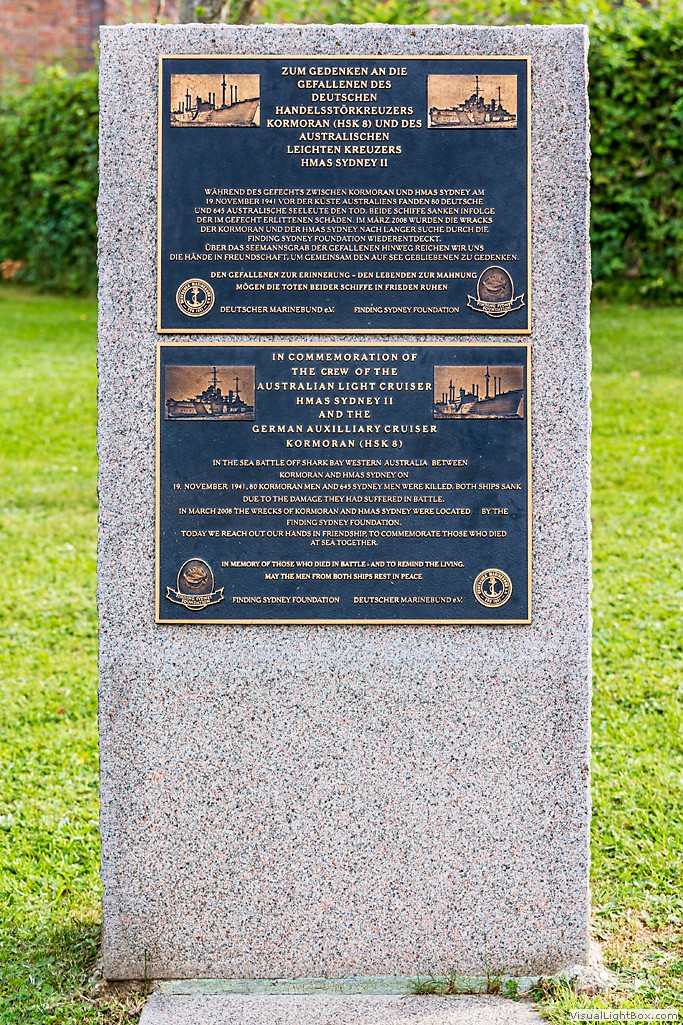 ZUM GEDENKEN AN DIE
GEFALLENEN DES
DEUTSCHEN
HANDELSSTÖRKREUZERS
KORMORAN (HSK 8) UND DES
AUSTRALISCHEN
LEICHTEN KREUZERS
HMAS SYDNEY II
WÄHREND DES GEFECHTS ZWISCHEN KORMORAN UND HMAS SYDNEY AM
19. NOVEMBER 1941 VOR DER KÜSTE AUSTRALIENS FANDEN 80 DEUTSCHE
UND 645 AUSTRALISCHE SEELEUTE DEN TOD. BEIDE SCHIFFE SANKEN INFOLGE
DER IM GEFECHT ERLITTENEN SCHÄDEN. IM MÄRZ 2008 WURDEN DIE WRACKS
DER KORMORAN UND DER HMAS SYDNEY NACH LANGER SUCHE DURCH DIE
FINDING SYDNEY FOUNDATION WIEDERENTDECKT.
ÜBER DAS SEEMANNSGRAB DER GEFALLENEN HINWEG REICHEN WIR UNS
DIE HÄNDE IN FREUNDSCHAFT, UM GEMEINSAM DEN AUF SEE GEBLIEBENEN ZU GEDENKEN.
DEN GEFALLENEN ZUR ERINNERUNG – DEN LEBENDEN ZUR MAHNUNG
MÖGEN DIE TOTEN BEIDER SCHIFFE IN FRIEDEN RUHEN
DEUTSCHER MARINEBUND e.V. FINDING SYDNEY FOUNDATION
FINDING SYDNEY
FOUNDATION
IN COMMEMORATION OF
THE CREW OF THE
AUSTRALIAN LIGHT CRUISER
HMAS SYDNEY II
AND THE
GERMAN AUXILLIARY CRUISER
KORMORAN (HSK 8)
IN THE SEA BATTLE OFF SHARK BAY WESTERN AUSTRALIA BETWEEN
KORMORAN AND HMAS SYDNEY ON
19. NOVEMBER 1941, 80 KORMORAN MEN AND 645 SYDNEY MEN WERE KILLED. BOTH SHIPS SANK
DUE TO THE DAMAGE THEY HAD SUFFERED IN BATTLE.
IN MARCH 2008 THE WRECKS OF KORMORAN AND HMAS SYDNEY WERE LOCATED BY THE
FINDING SYDNEY FOUNDATION.
TODAY WE REACH OUT OUR HANDS IN FRIENDSHIP, TO COMMEMORATE THOSE WHO DIED
AT SEA TOGETHER.
IN MEMORY OF THOSE WHO DIED IN BATTLE - AND TO REMIND THE LIVING.
MAY THE MEN FROM BOTH SHIPS REST IN PEACE
FINDING SYDNEY
FOUNDATION
FINDING SYDNEY FOUNDATION DEUTSCHER MARINEBUND e.V.
VisualLightBox.com